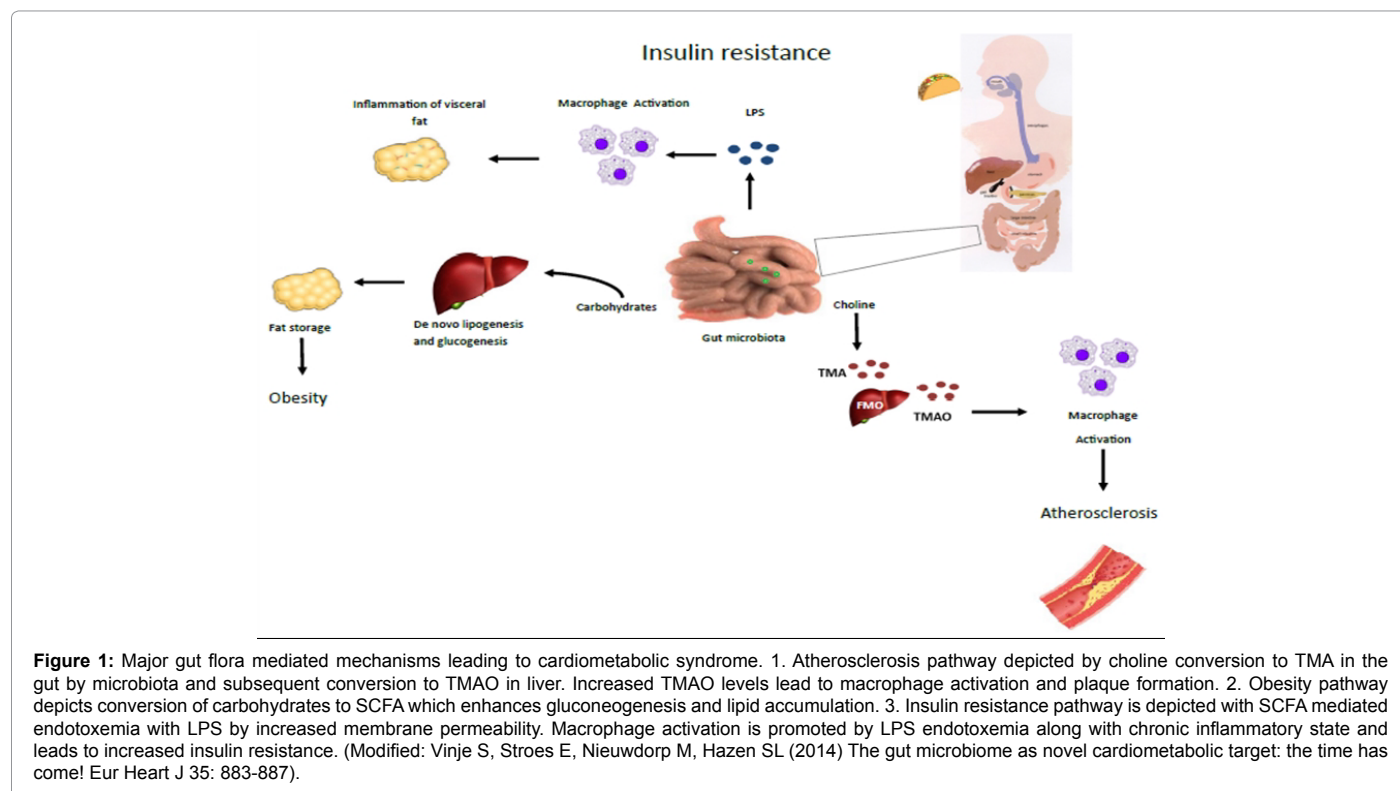 Insulin resistance
Inflammation of visceral
fat
Macrophage Activation
LPS
Fat storage
Obesity
De novo lipogenesis
and glucogenesis
Carbohydrates
Gut microbiota
Choline
TMA
FMO
TMAO
Macrophage
Activation
Atherosclerosis
Figure 1: Major gut flora mediated mechanisms leading to cardiometabolic syndrome. 1. Atherosclerosis pathway depicted by choline conversion to TMA in the
gut by microbiota and subsequent conversion to TMAO in liver. Increased TMAO levels lead to macrophage activation and plaque formation. 2. Obesity pathway
depicts conversion of carbohydrates to SCFA which enhances gluconeogenesis and lipid accumulation. 3. Insulin resistance pathway is depicted with SCFA mediated
endotoxemia with LPS by increased membrane permeability. Macrophage activation is promoted by LPS endotoxemia along with chronic inflammatory state and
leads to increased insulin resistance. (Modified: Vinje S, Stroes E, Nieuwdorp M, Hazen SL (2014) The gut microbiome as novel cardiometabolic target: the time has
come! Eur Heart J 35: 883-887).